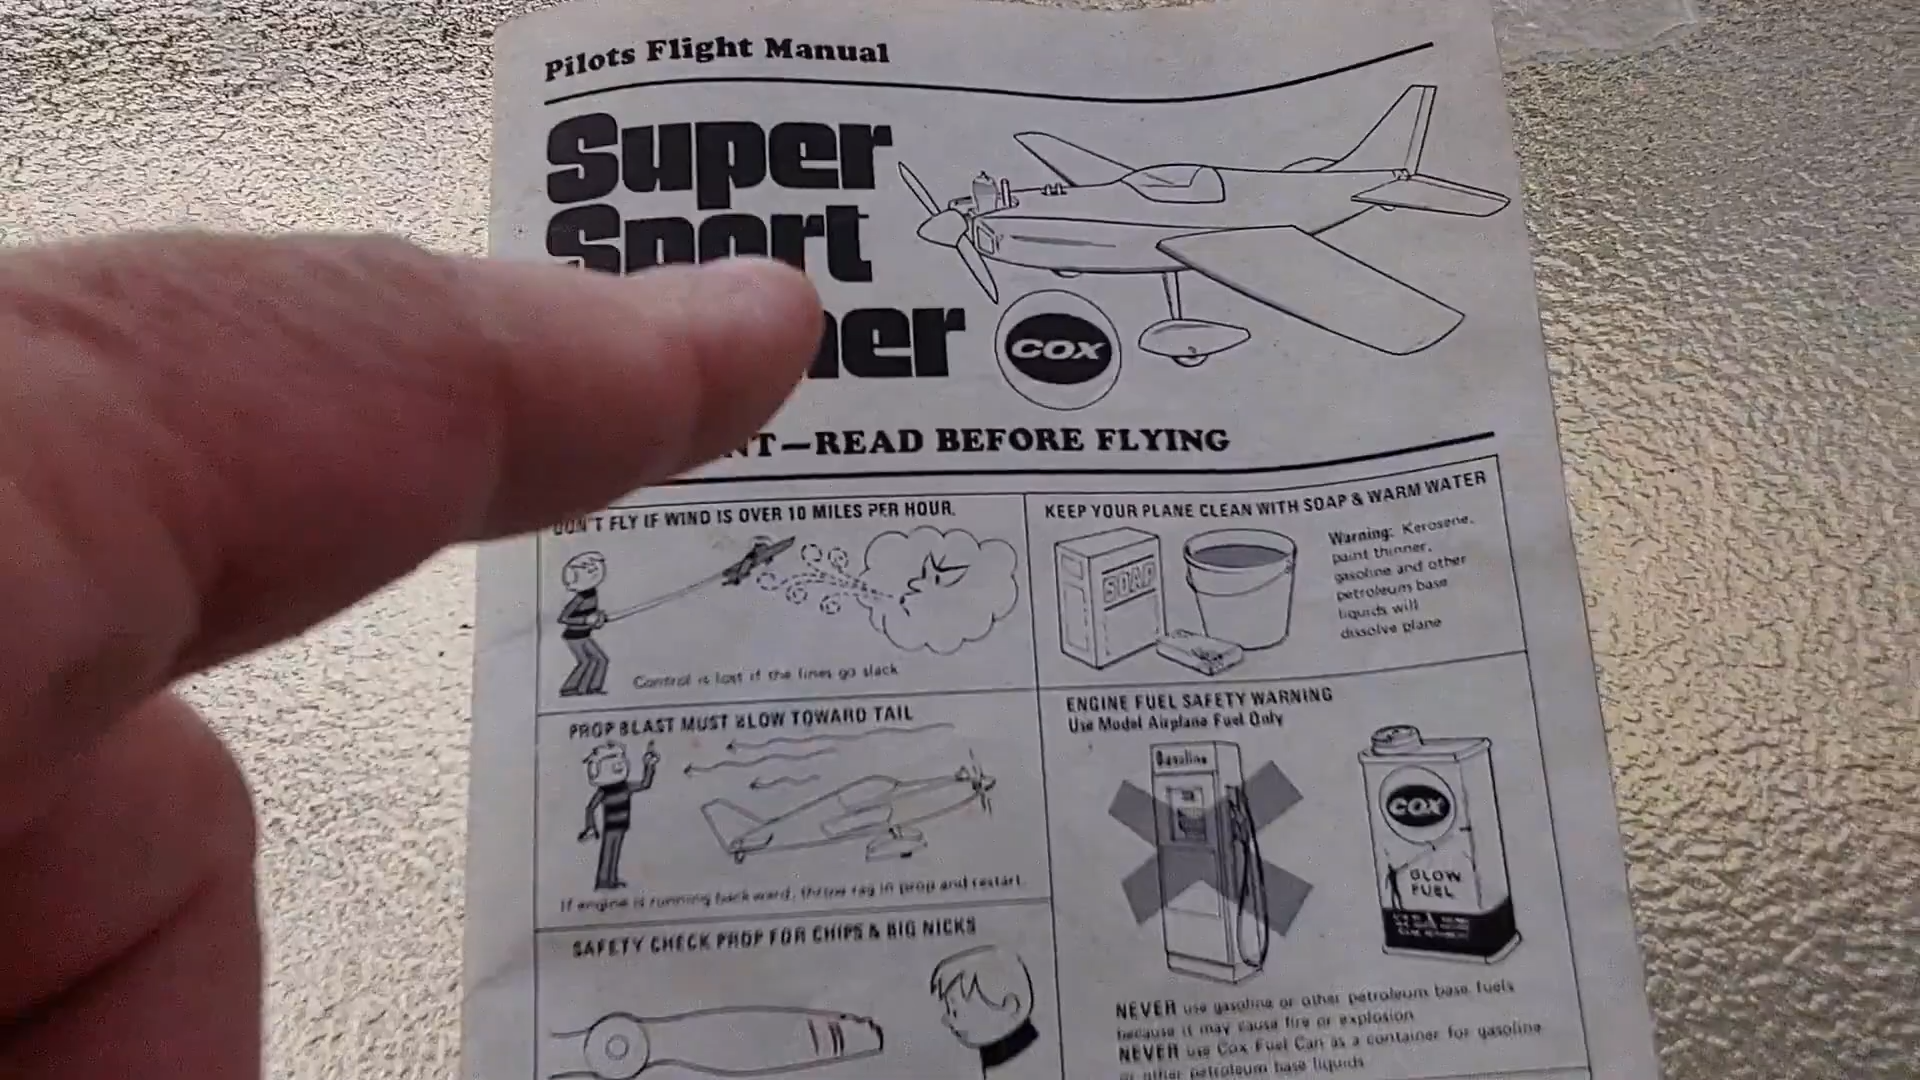 Pilots Flight Manual
Super
Sport
COX
—READ BEFORE FLYING
DON'T FLY IF WIND IS OVER 10 MILES PER HOUR.
Control is lost if the lines go slack
PROP BLAST MUST BLOW TOWARD TAIL
If engine is running backward, throw rag in prop and restart.
SAFETY CHECK PROP FOR CHIPS & BIG NICKS
KEEP YOUR PLANE CLEAN WITH SOAP & WARM WATER
SOAP
Warning: Kerosene,
paint thinner,
gasoline and other
petroleum base
liquids will
dissolve plane
ENGINE FUEL SAFETY WARNING
Use Model Airplane Fuel Only
Gasoline
COX
GLOW
FUEL
NEVER use gasoline or other petroleum base fuels
because it may cause fire or explosion
NEVER use Cox Fuel Can as a container for gasoline
or other petroleum base liquids